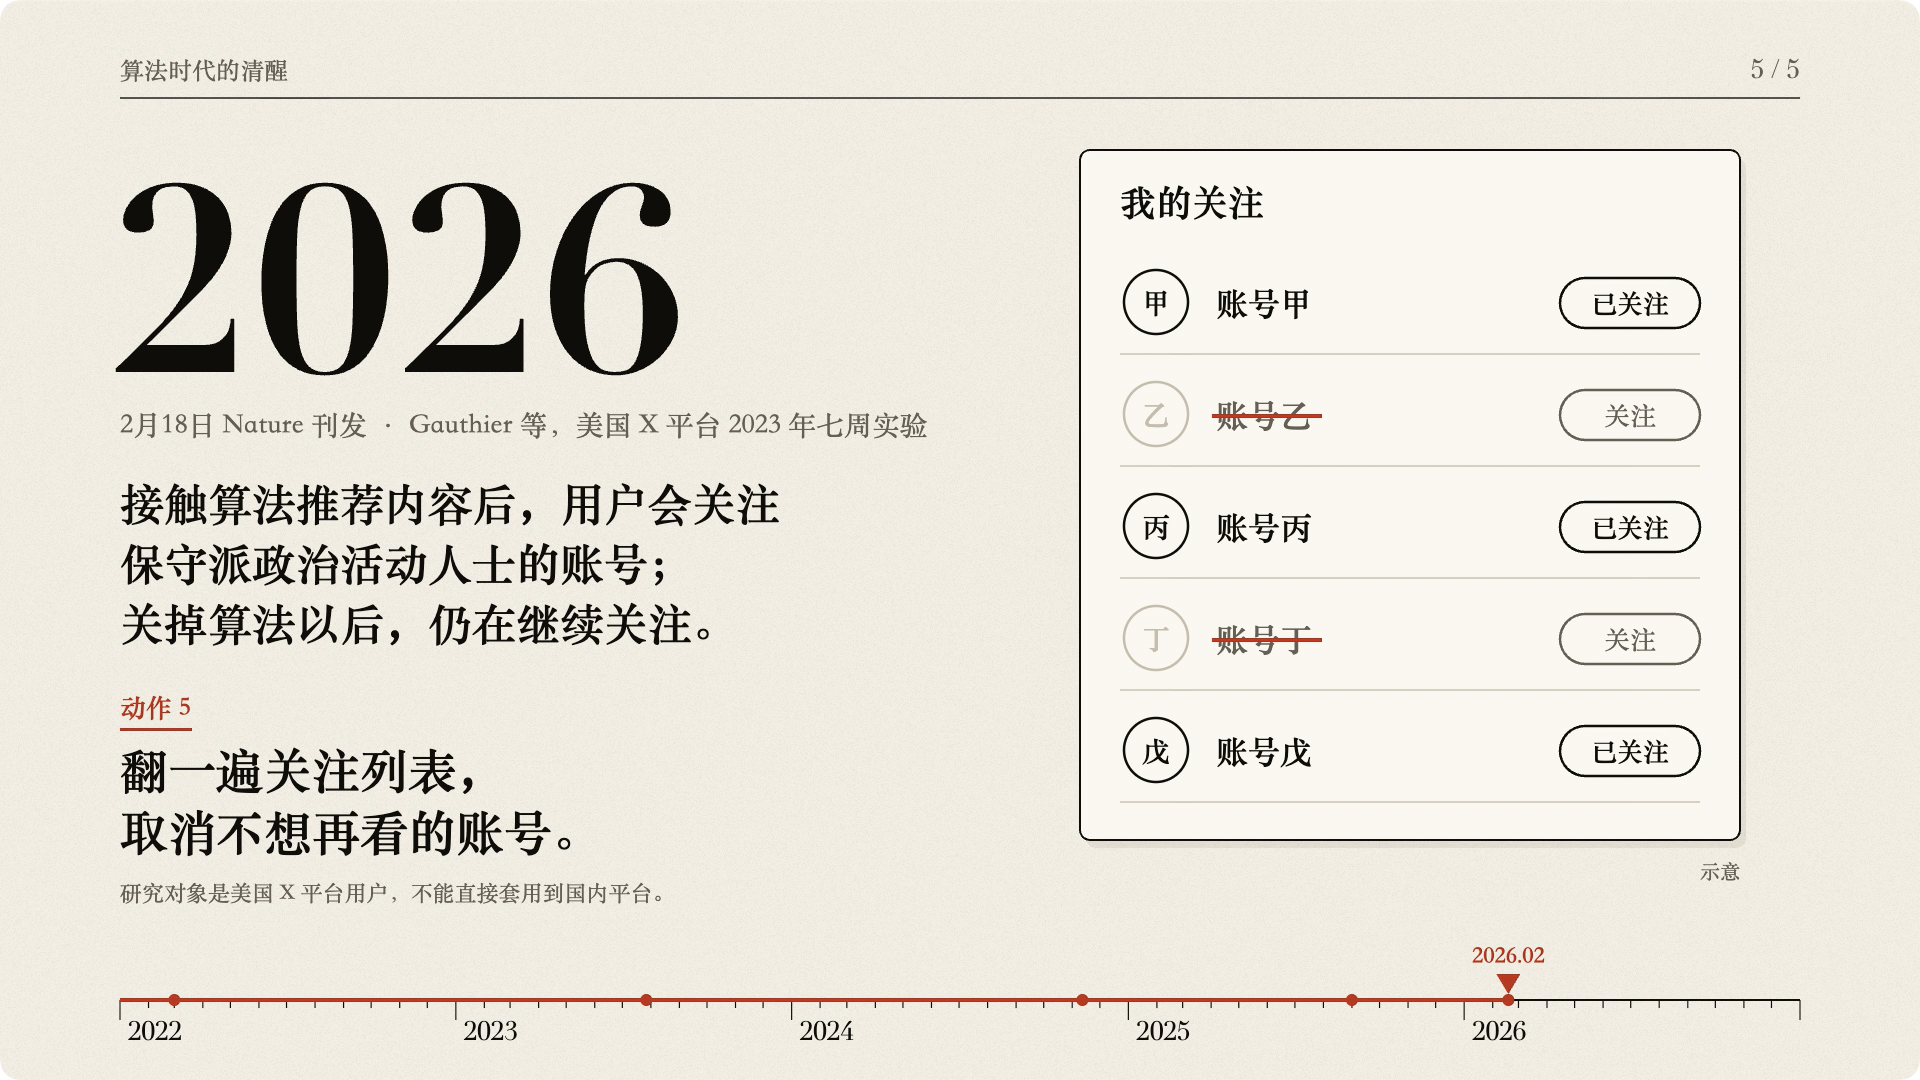 算法时代的清醒
5 / 5
2026
2月18日 Nature 刊发 · Gauthier 等，美国 X 平台 2023 年七周实验
接触算法推荐内容后，用户会关注
保守派政治活动人士的账号；
关掉算法以后，仍在继续关注。
动作 5
翻一遍关注列表，
取消不想再看的账号。
研究对象是美国 X 平台用户，不能直接套用到国内平台。
我的关注
甲 账号甲 已关注
乙 账号乙 关注
丙 账号丙 已关注
丁 账号丁 关注
戊 账号戊 已关注
示意
2026.02
2022 2023 2024 2025 2026